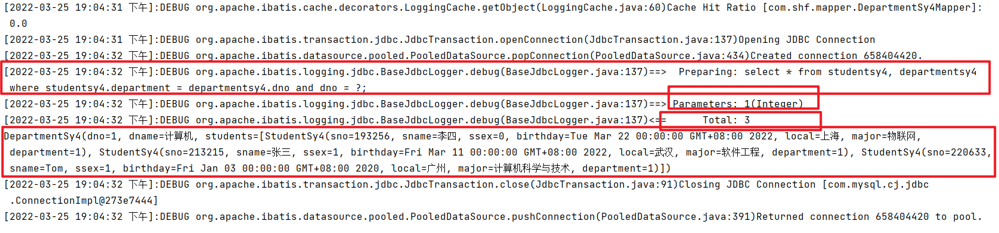 [2022-03-25 19:04:31 下午]:DEBUG org.apache.ibatis.cache.decorators.LoggingCache.getObject(LoggingCache.java:60)Cache Hit Ratio [com.shf.mapper.DepartmentSy4Mapper]:
0.0
[2022-03-25 19:04:31 下午]:DEBUG org.apache.ibatis.transaction.jdbc.JdbcTransaction.openConnection(JdbcTransaction.java:137)Opening JDBC Connection
[2022-03-25 19:04:32 下午]:DEBUG org.apache.ibatis.datasource.pooled.PooledDataSource.popConnection(PooledDataSource.java:434)Created connection 658404420.
[2022-03-25 19:04:32 下午]:DEBUG org.apache.ibatis.logging.jdbc.BaseJdbcLogger.debug(BaseJdbcLogger.java:137)==>  Preparing: select * from studentsy4, departmentsy4
where studentsy4.department = departmentsy4.dno and dno = ?;
[2022-03-25 19:04:32 下午]:DEBUG org.apache.ibatis.logging.jdbc.BaseJdbcLogger.debug(BaseJdbcLogger.java:137)==> Parameters: 1(Integer)
[2022-03-25 19:04:32 下午]:DEBUG org.apache.ibatis.logging.jdbc.BaseJdbcLogger.debug(BaseJdbcLogger.java:137)<==      Total: 3
DepartmentSy4(dno=1, dname=计算机, students=[StudentSy4(sno=193256, sname=李四, ssex=0, birthday=Tue Mar 22 00:00:00 GMT+08:00 2022, local=上海, major=物联网,
department=1), StudentSy4(sno=213215, sname=张三, ssex=1, birthday=Fri Mar 11 00:00:00 GMT+08:00 2022, local=武汉, major=软件工程, department=1), StudentSy4(sno=220633,
sname=Tom, ssex=1, birthday=Fri Jan 03 00:00:00 GMT+08:00 2020, local=广州, major=计算机科学与技术, department=1)])
[2022-03-25 19:04:32 下午]:DEBUG org.apache.ibatis.transaction.jdbc.JdbcTransaction.close(JdbcTransaction.java:91)Closing JDBC Connection [com.mysql.cj.jdbc
.ConnectionImpl@273e7444]
[2022-03-25 19:04:32 下午]:DEBUG org.apache.ibatis.datasource.pooled.PooledDataSource.pushConnection(PooledDataSource.java:391)Returned connection 658404420 to pool.